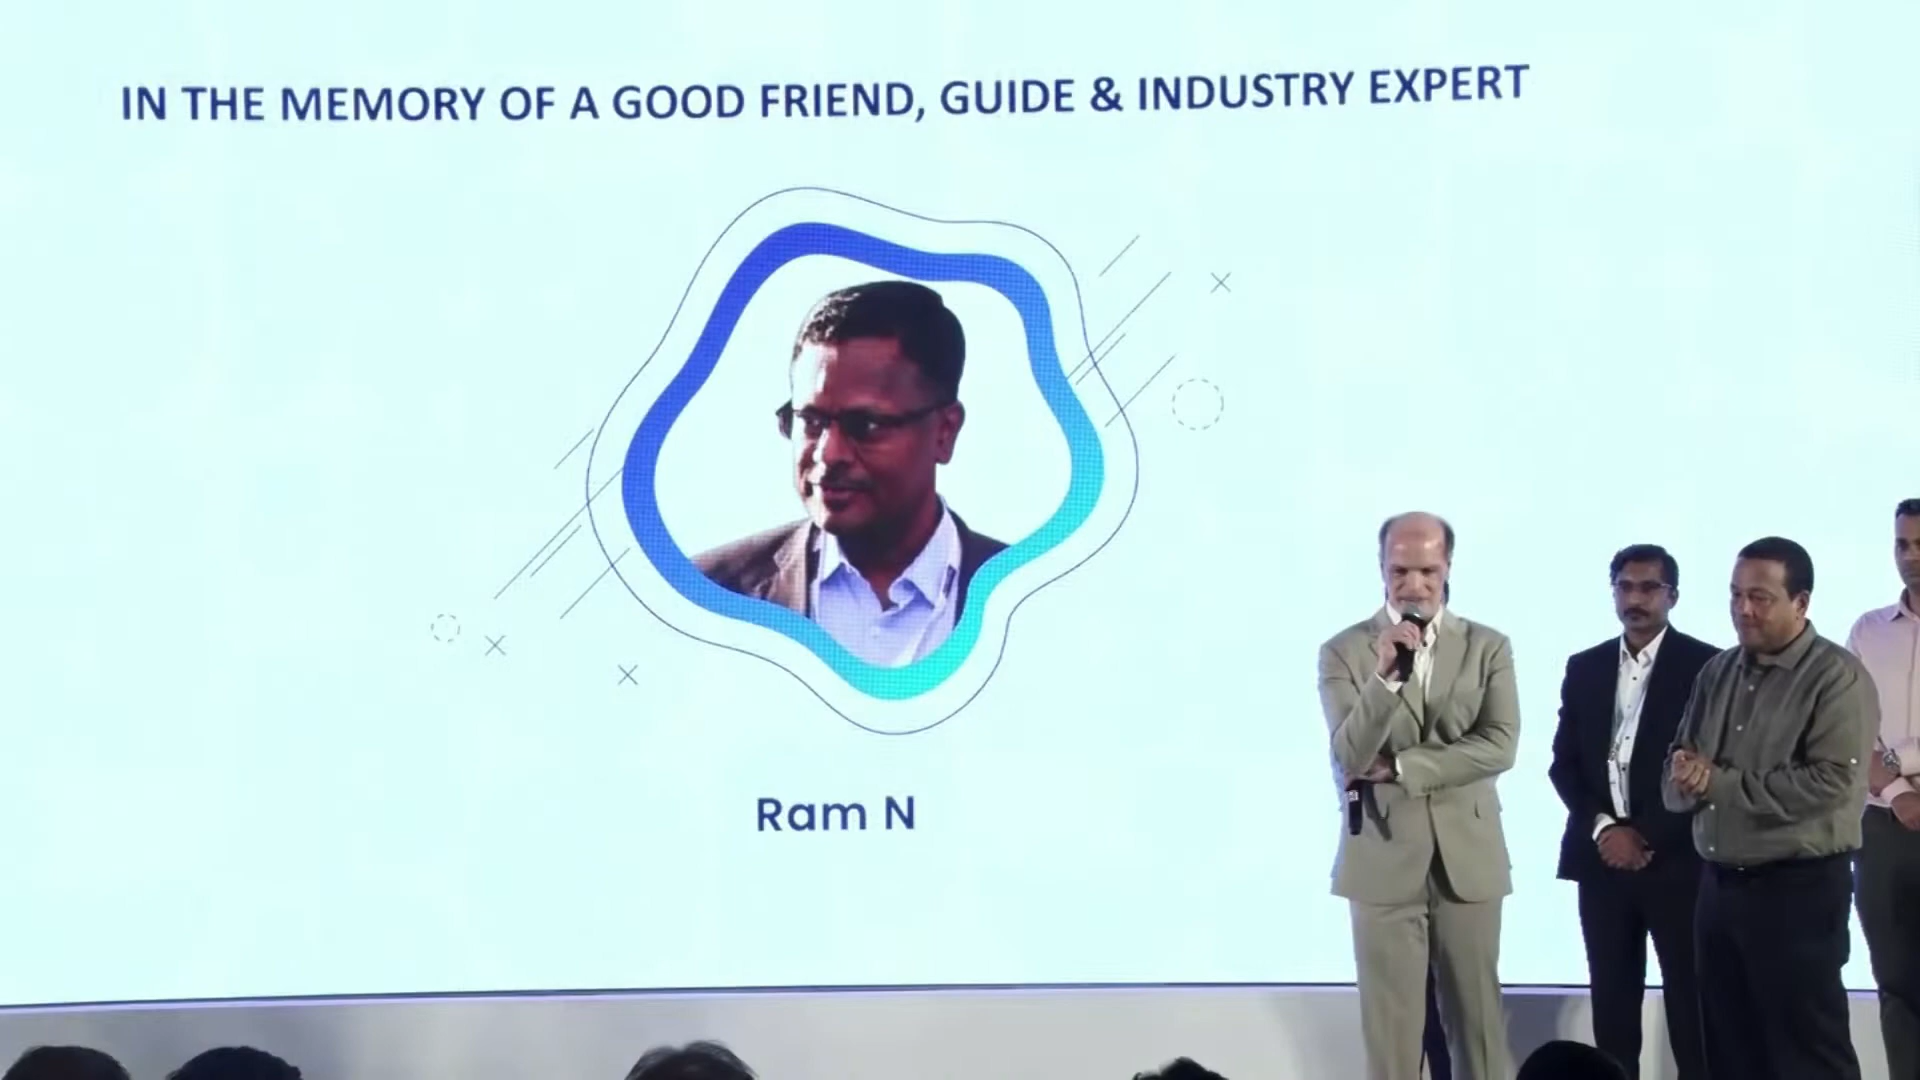 IN THE MEMORY OF A GOOD FRIEND, GUIDE & INDUSTRY EXPERT
Ram N